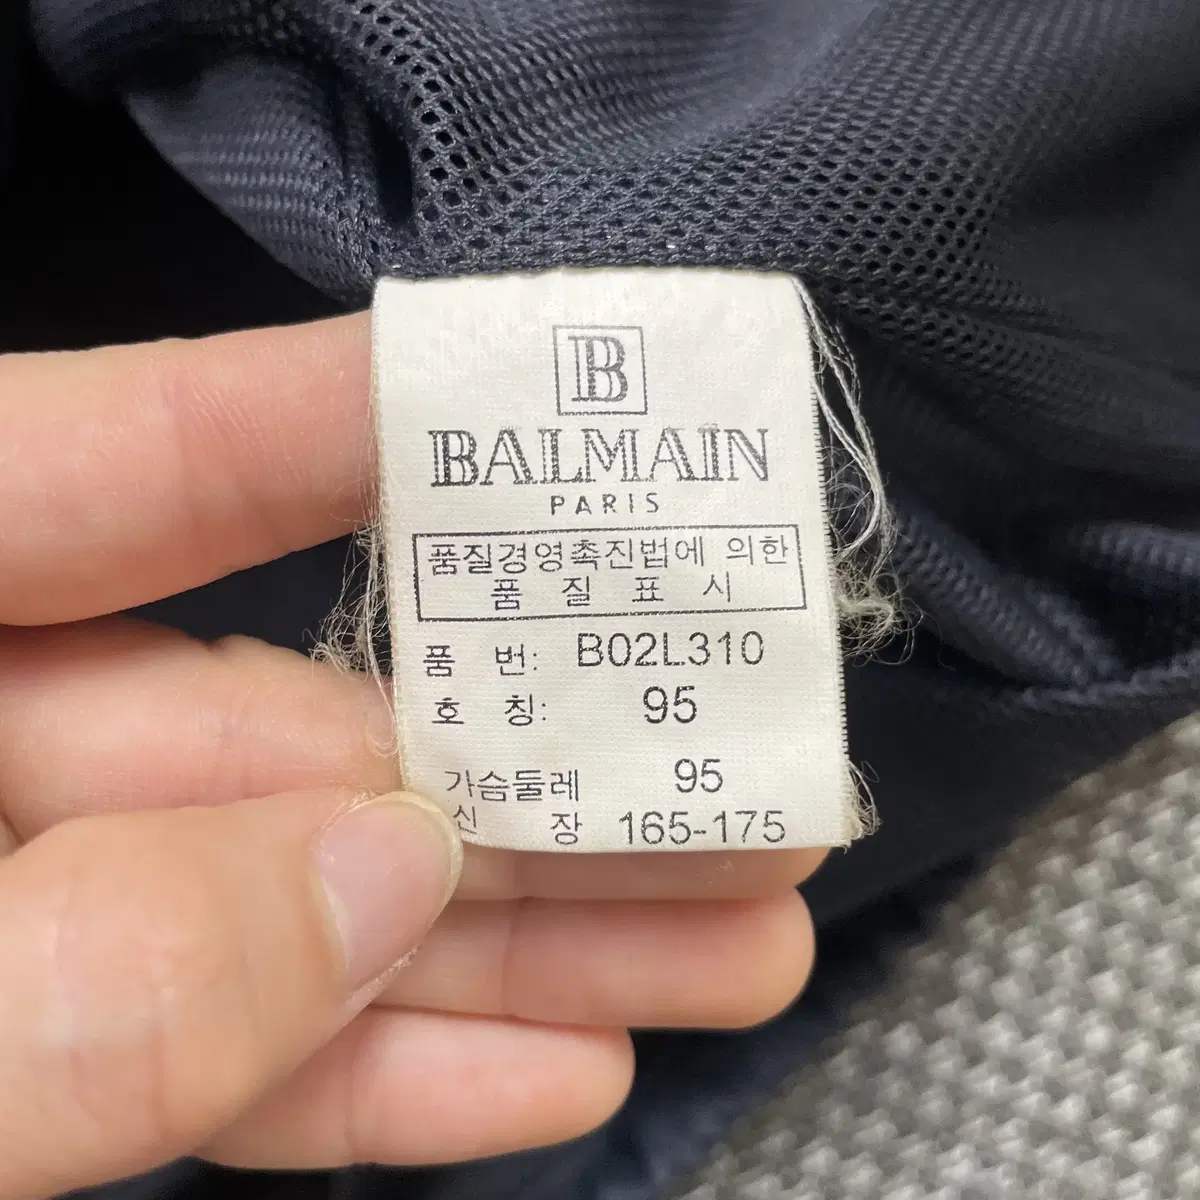 B
BALMAIN
PARIS
품질경영촉진법에 의한
품 질 표 시
품 번: B02L310
호 칭: 95
가슴둘레 95
신 장 165-175